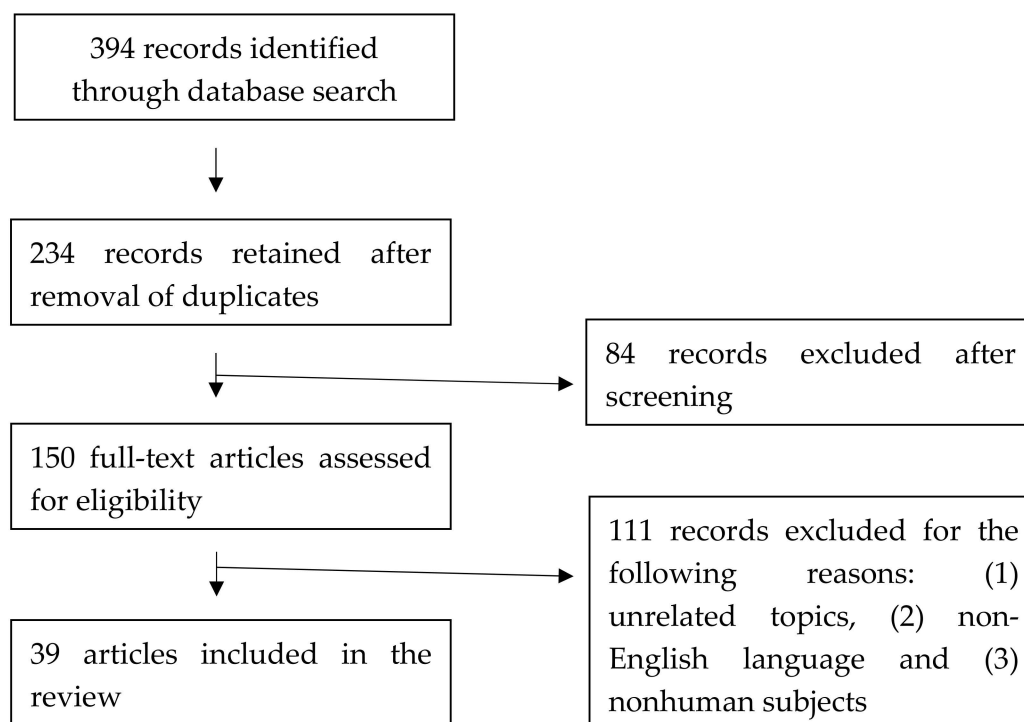 394 records identified
through database search
234 records retained after
removal of duplicates
84 records excluded after
screening
150 full-text articles assessed
for eligibility
111 records excluded for the
following reasons: (1)
unrelated topics, (2) non-
English language and (3)
nonhuman subjects
39 articles included in the
review